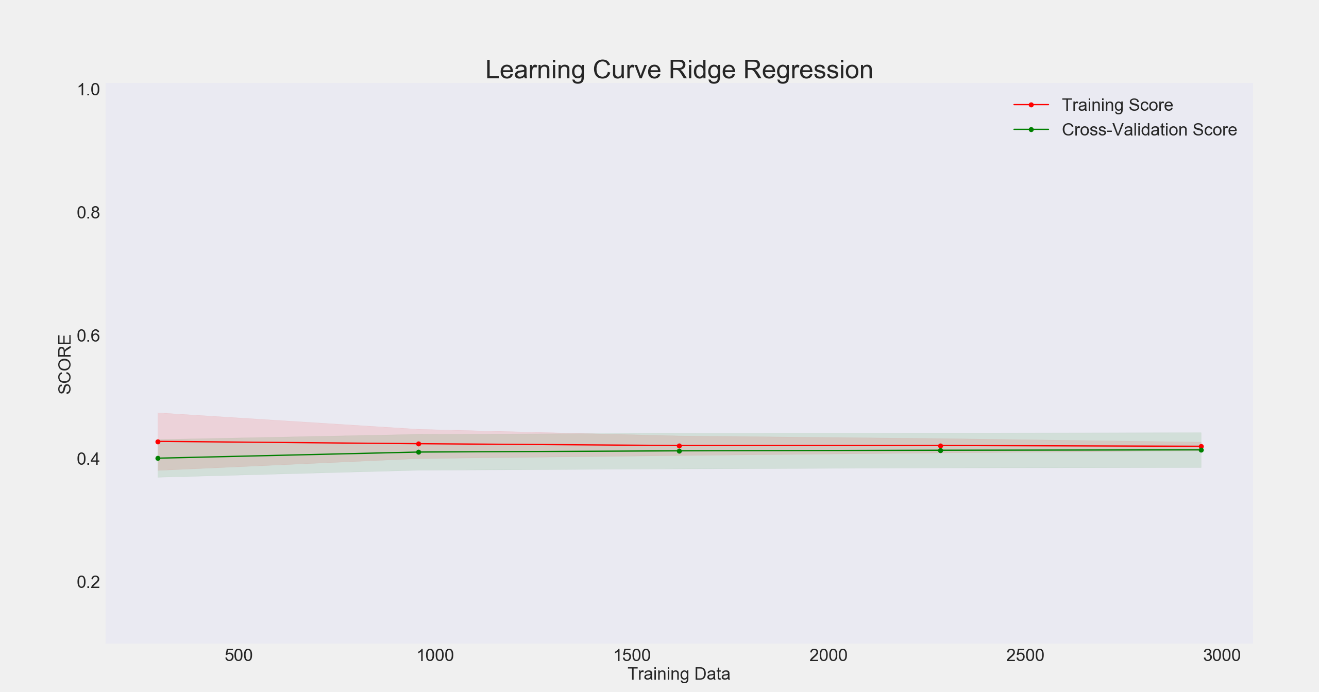 Learning Curve Ridge Regression
1.0
Training Score
Cross-Validation Score
0.8
0.6
SCORE
0.4
0.2
500 1000 1500 2000 2500 3000
Training Data